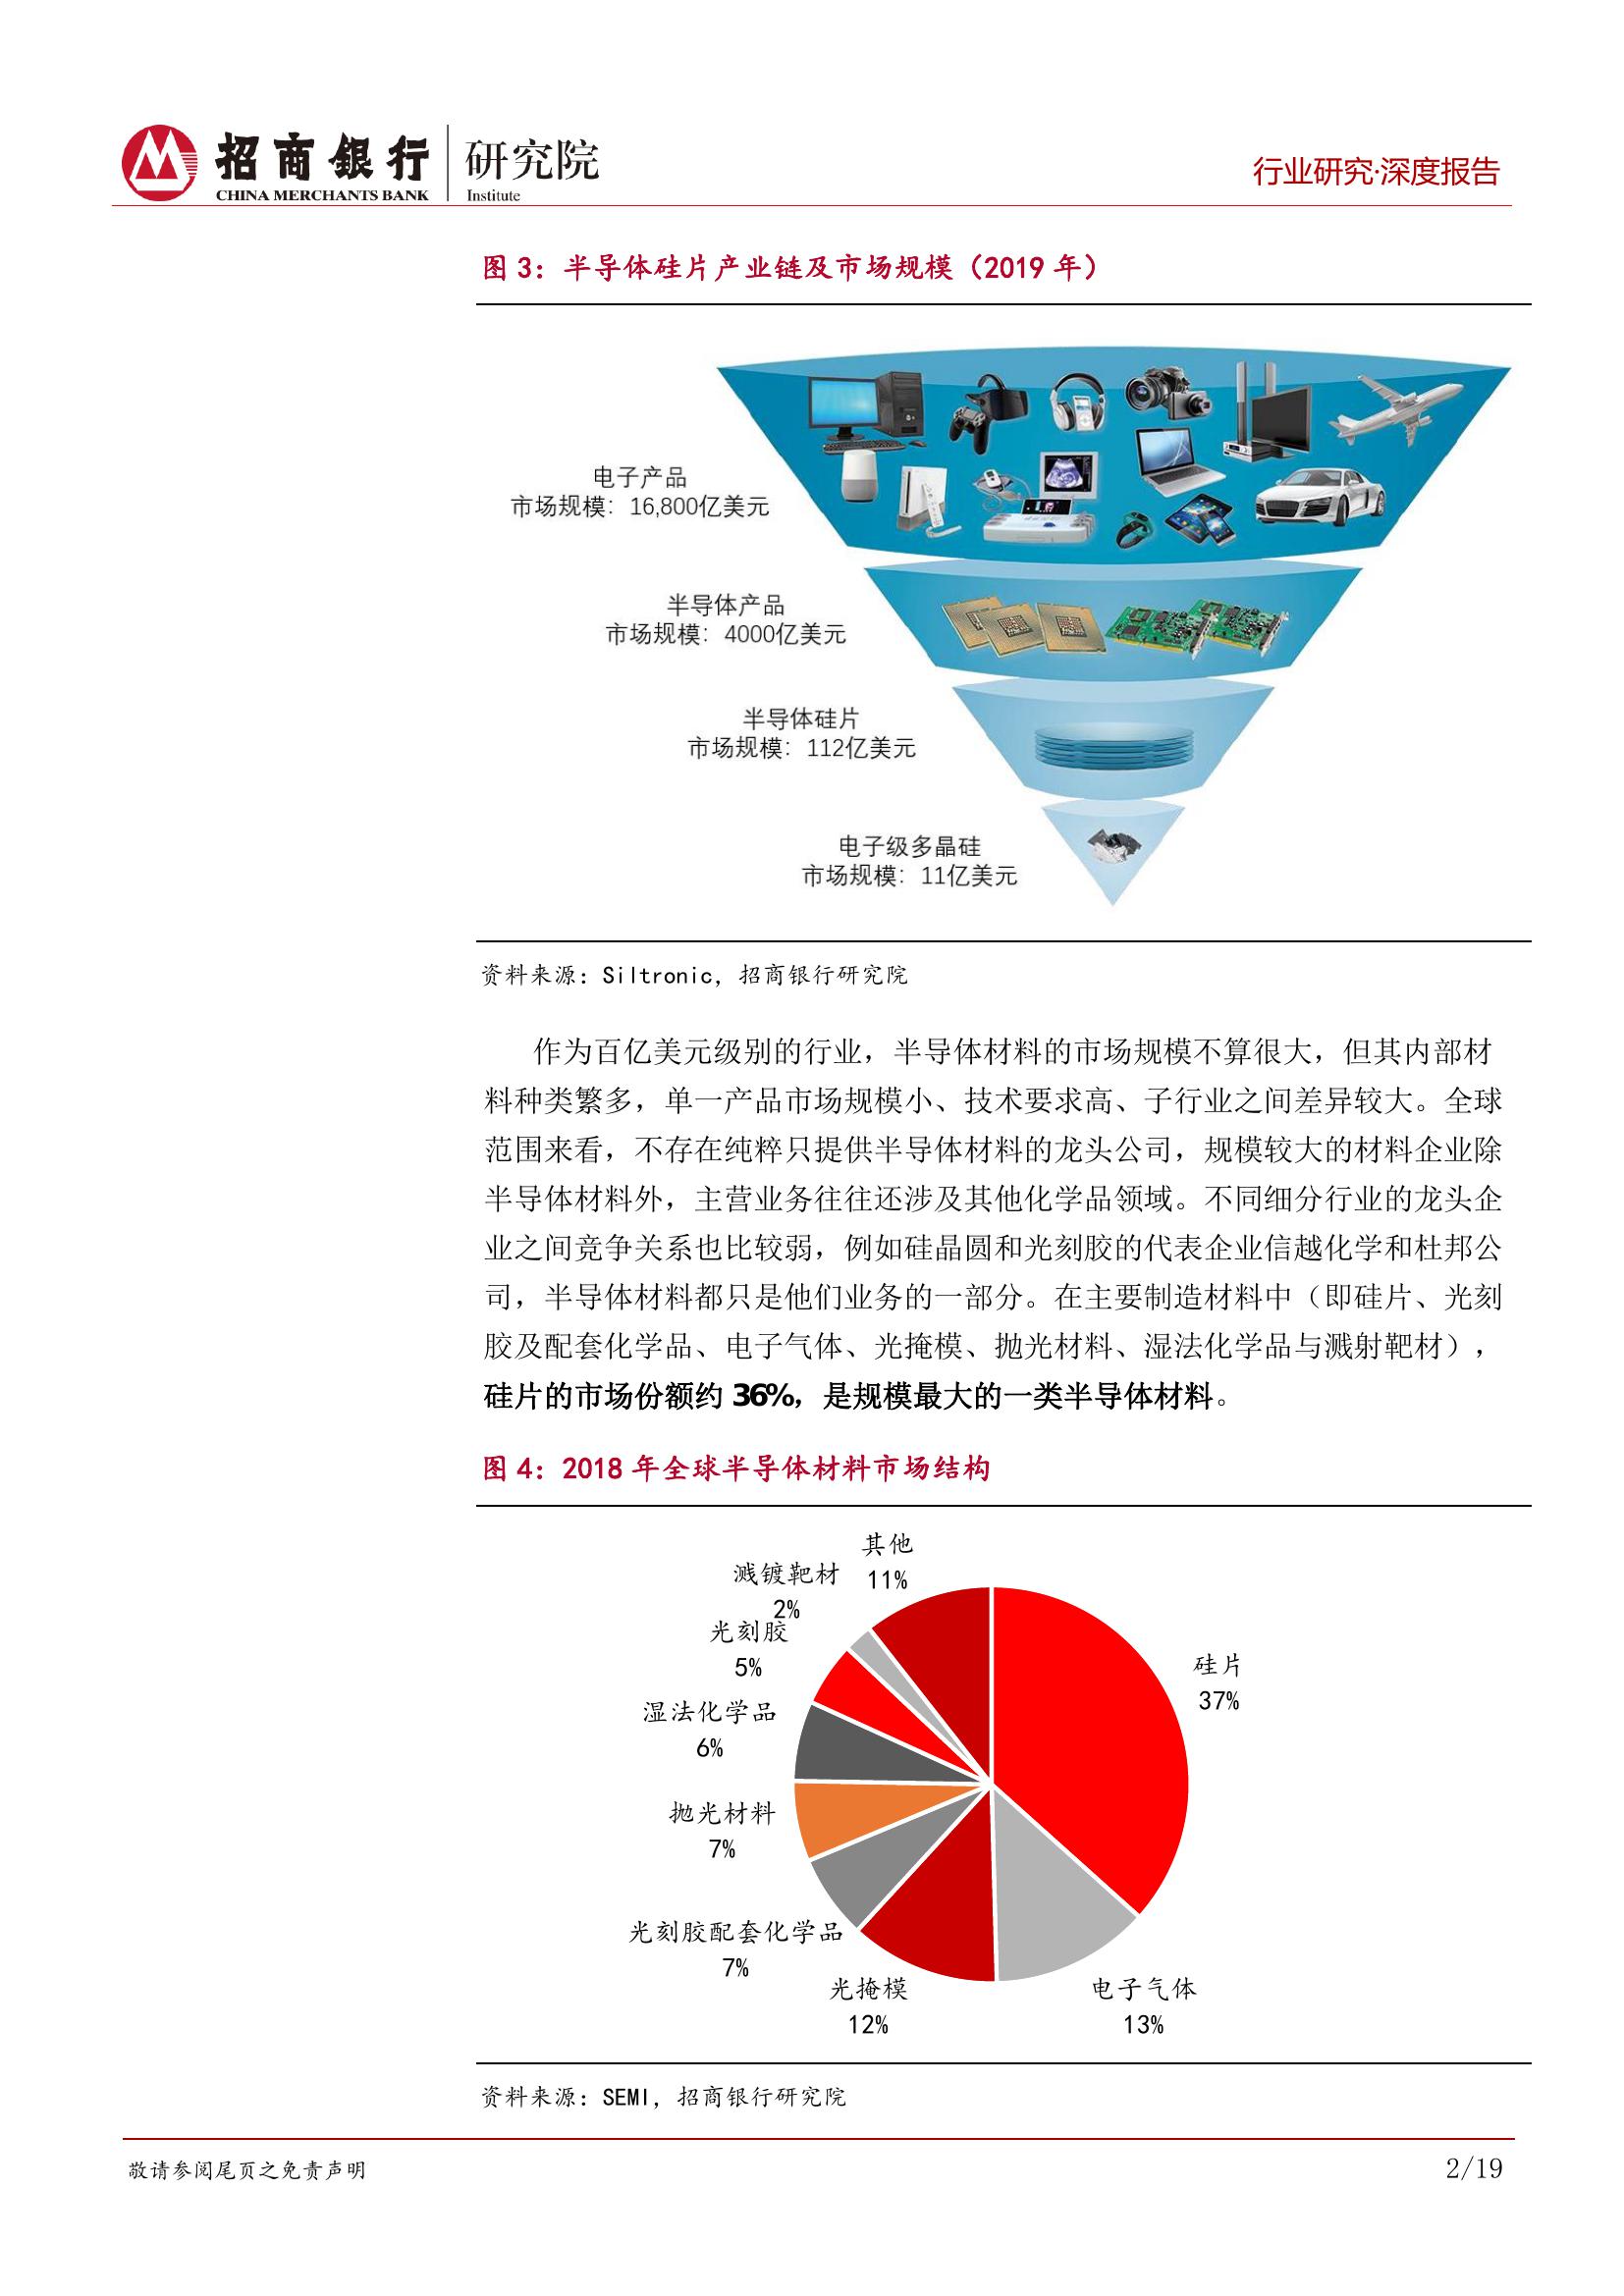 招商银行
CHINA MERCHANTS BANK
研究院
Institute
行业研究·深度报告
图 3：半导体硅片产业链及市场规模（2019 年）
电子产品
市场规模：16,800亿美元
半导体产品
市场规模：4000亿美元
半导体硅片
市场规模：112亿美元
电子级多晶硅
市场规模：11亿美元
资料来源：Siltronic，招商银行研究院
作为百亿美元级别的行业，半导体材料的市场规模不算很大，但其内部材
料种类繁多，单一产品市场规模小、技术要求高、子行业之间差异较大。全球
范围来看，不存在纯粹只提供半导体材料的龙头公司，规模较大的材料企业除
半导体材料外，主营业务往往还涉及其他化学品领域。不同细分行业的龙头企
业之间竞争关系也比较弱，例如硅晶圆和光刻胶的代表企业信越化学和杜邦公
司，半导体材料都只是他们业务的一部分。在主要制造材料中（即硅片、光刻
胶及配套化学品、电子气体、光掩模、抛光材料、湿法化学品与溅射靶材），
硅片的市场份额约 36%，是规模最大的一类半导体材料。
图 4：2018 年全球半导体材料市场结构
其他
11%
溅镀靶材
2%
光刻胶
5%
硅片
37%
湿法化学品
6%
抛光材料
7%
光刻胶配套化学品
7%
光掩模
12%
电子气体
13%
资料来源：SEMI，招商银行研究院
敬请参阅尾页之免责声明
2/19